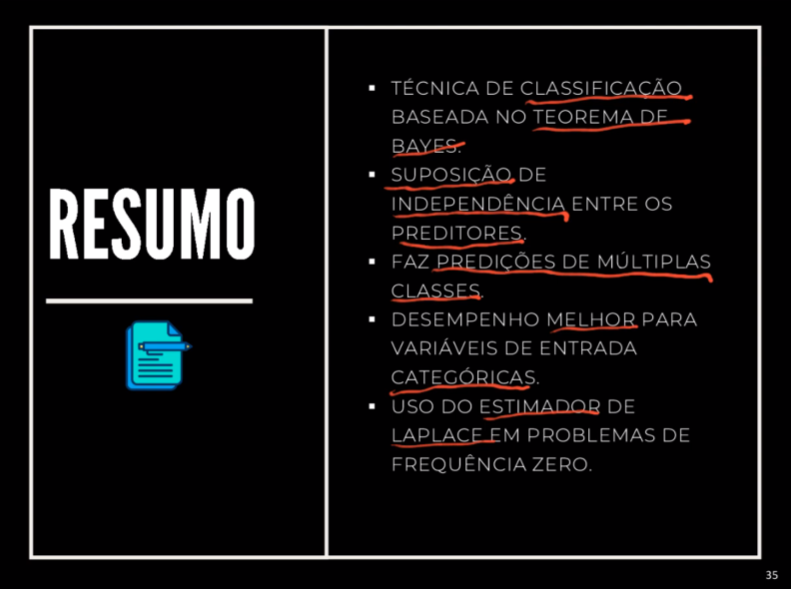 RESUMO
▪ TÉCNICA DE CLASSIFICAÇÃO
BASEADA NO TEOREMA DE
BAYES.
▪ SUPOSIÇÃO DE
INDEPENDÊNCIA ENTRE OS
PREDITORES.
▪ FAZ PREDIÇÕES DE MÚLTIPLAS
CLASSES.
▪ DESEMPENHO MELHOR PARA
VARIÁVEIS DE ENTRADA
CATEGÓRICAS.
▪ USO DO ESTIMADOR DE
LAPLACE EM PROBLEMAS DE
FREQUÊNCIA ZERO.
35